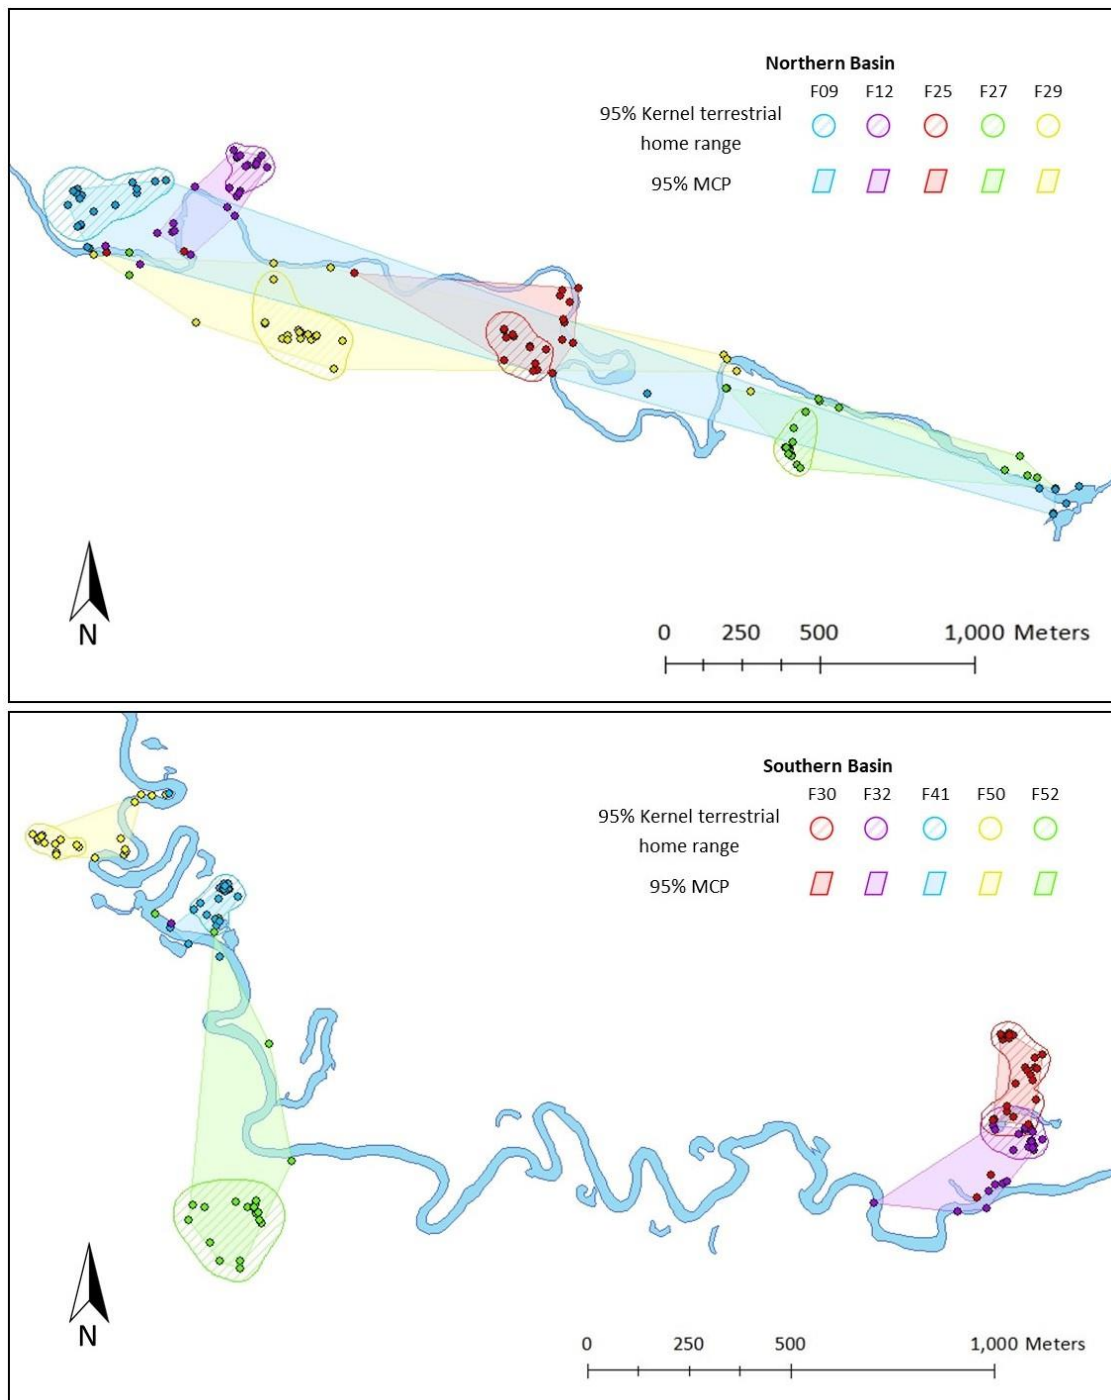 Northern Basin
F09 F12 F25 F27 F29
95% Kernel terrestrial
home range
95% MCP
N
0 250 500 1,000 Meters
Southern Basin
F30 F32 F41 F50 F52
95% Kernel terrestrial
home range
95% MCP
N
0 250 500 1,000 Meters